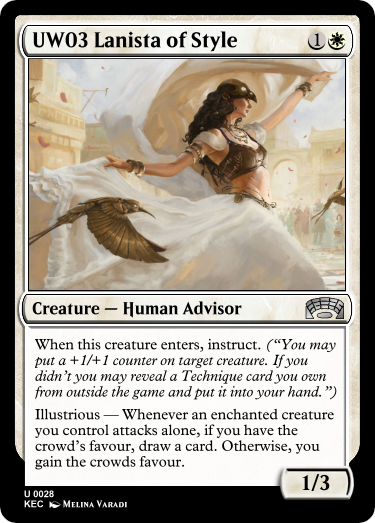 UW03 Lanista of Style
1
Creature — Human Advisor
When this creature enters, instruct. (“You may
put a +1/+1 counter on target creature. If you
didn’t you may reveal a Technique card you own
from outside the game and put it into your hand.”)
Illustrious — Whenever an enchanted creature
you control attacks alone, if you have the
crowd’s favour, draw a card. Otherwise, you
gain the crowds favour.
1/3
U 0028
KEC Melina Varadi